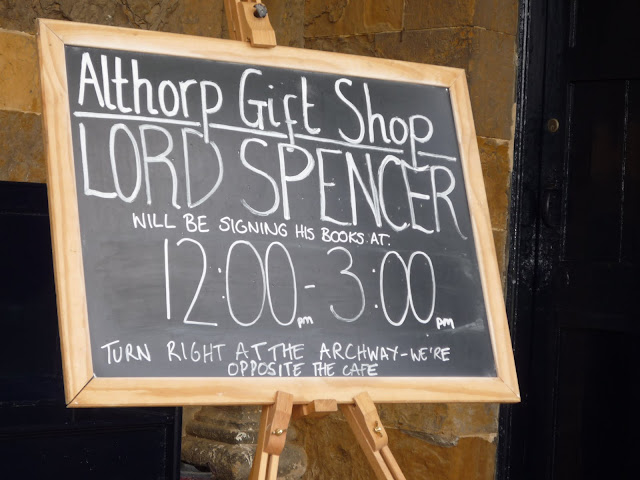 Althorp Gift Shop
LORD SPENCER
WILL BE SIGNING HIS BOOKS AT:
12:00pm - 3:00pm
TURN RIGHT AT THE ARCHWAY-WE'RE
OPPOSITE THE CAFE